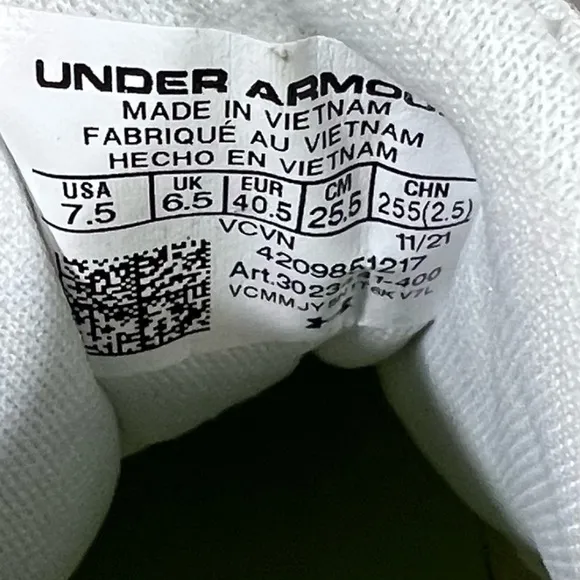 UNDER ARMOU
MADE IN VIETNAM
FABRIQUÉ AU VIETNAM
HECHO EN VIETNAM
USA UK EUR CM CHN
7.5 6.5 40.5 25.5 255(2.5)
VCVN 11/21
4209851217